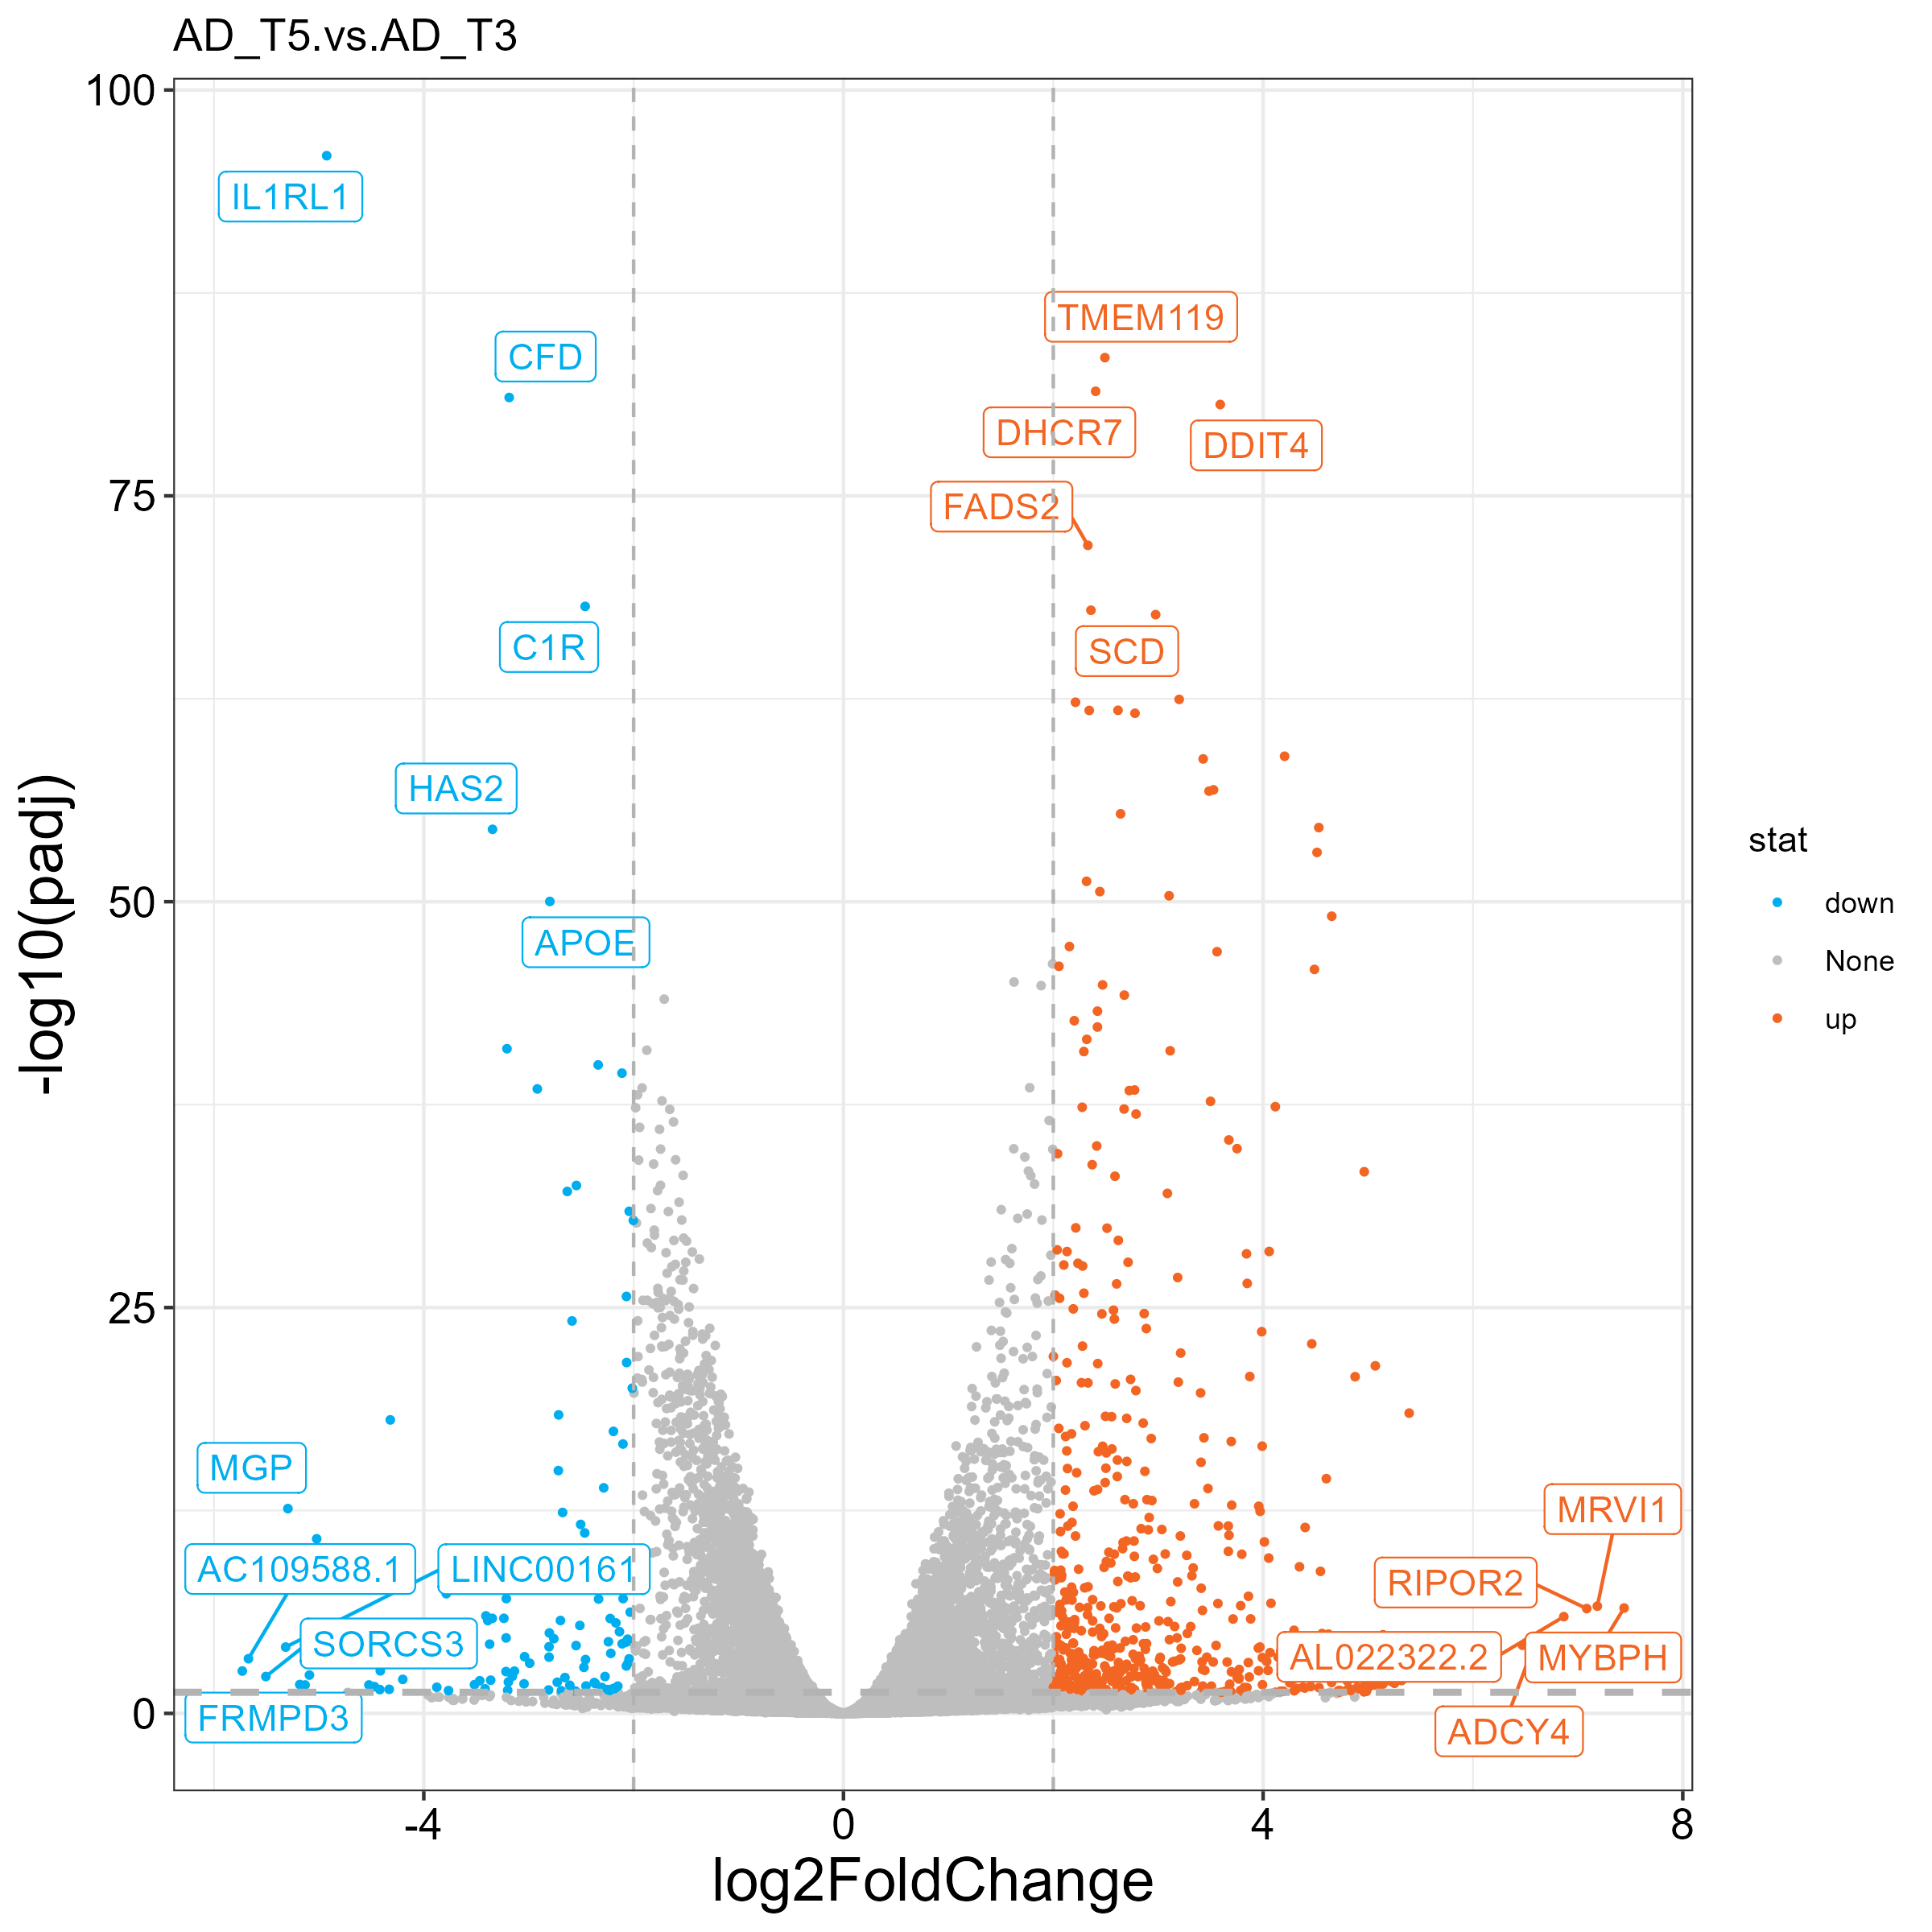 AD_T5.vs.AD_T3
100
IL1RL1
TMEM119
CFD
DHCR7
DDIT4
75
FADS2
C1R
SCD
HAS2
stat
50
down
APOE
None
up
-log10(padj)
25
MGP
MRVI1
AC109588.1
LINC00161
RIPOR2
SORCS3
AL022322.2
MYBPH
0
FRMPD3
ADCY4
-4
0
4
8
log2FoldChange